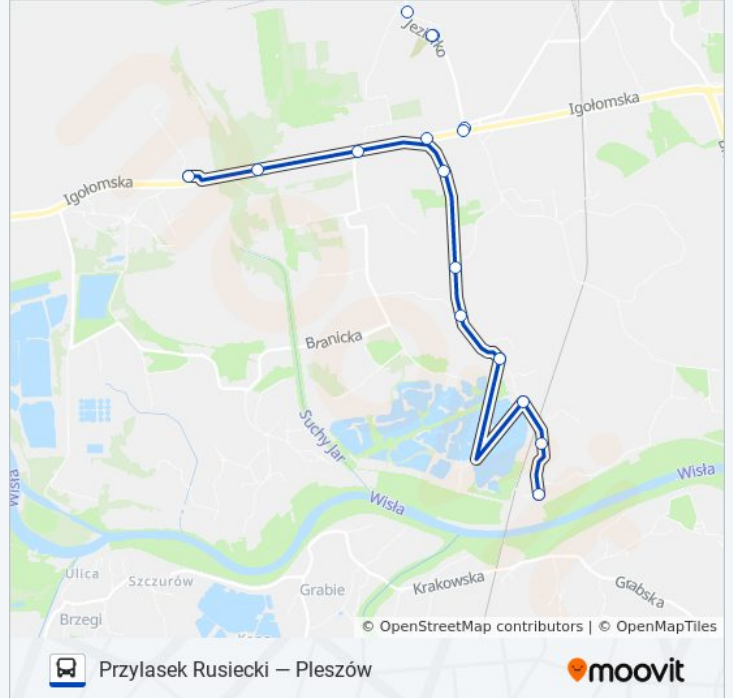 Jeziorko
Igołomska
Igołomska
Branicka
Suchy Jar
Wisła
Wisła
Wisła
Krakowska
Ulica
Szczurów
Grabie
Grabska
Brzegi
© OpenStreetMap contributors | © OpenMapTiles
Przylasek Rusiecki — Pleszów
moovit